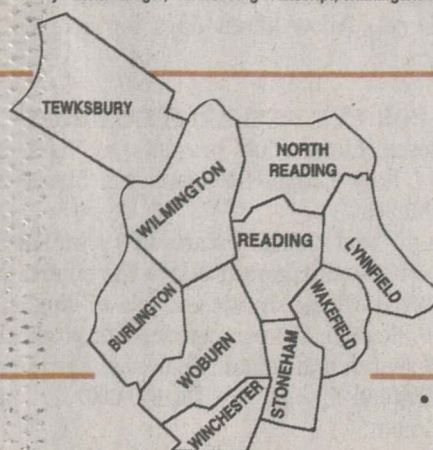 TEWKSBURY
NORTH
READING
WILMINGTON
READING
LYNNFIELD
BURLINGTON
WAKEFIELD
WOBURN
STONEHAM
WINCHESTER